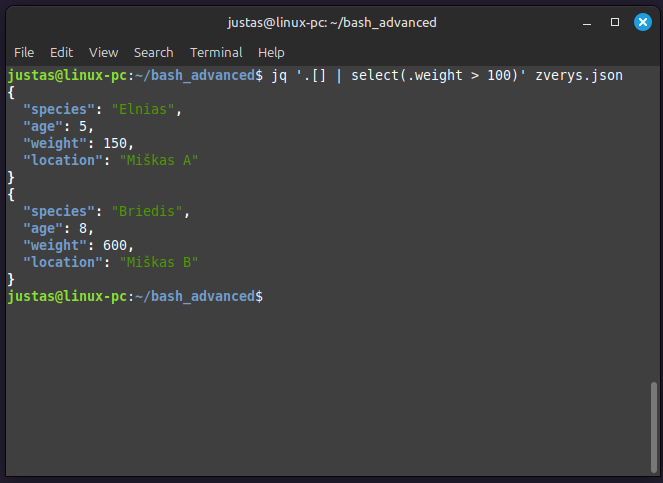 justas@linux-pc: ~/bash_advanced
File Edit View Search Terminal Help
justas@linux-pc:~/bash_advanced$ jq '.[] | select(.weight > 100)' zverys.json
{
  "species": "Elnias",
  "age": 5,
  "weight": 150,
  "location": "Miškas A"
}
{
  "species": "Briedis",
  "age": 8,
  "weight": 600,
  "location": "Miškas B"
}
justas@linux-pc:~/bash_advanced$